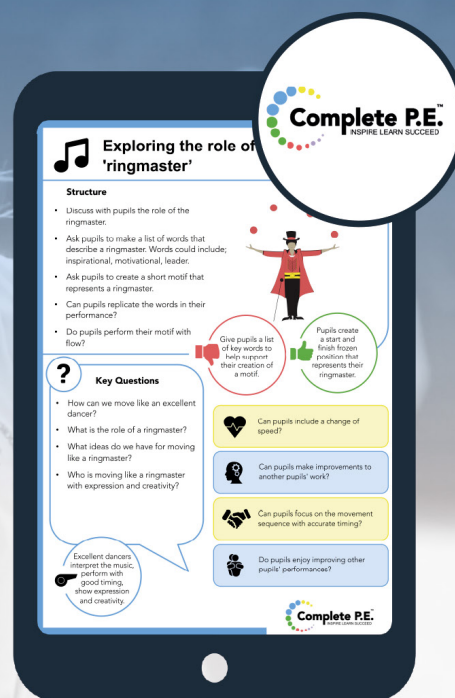 Complete P.E.™
INSPIRE LEARN SUCCEED
Exploring the role of
'ringmaster’
Structure
• Discuss with pupils the role of the
ringmaster.
• Ask pupils to make a list of words that
describe a ringmaster. Words could include;
inspirational, motivational, leader.
• Ask pupils to create a short motif that
represents a ringmaster.
• Can pupils replicate the words in their
performance?
• Do pupils perform their motif with
flow?
Give pupils a list
of key words to
help support
their creation of
a motif.
Pupils create
a start and
finish frozen
position that
represents their
ringmaster.
?
Key Questions
• How can we move like an excellent
dancer?
• What is the role of a ringmaster?
• What ideas do we have for moving
like a ringmaster?
• Who is moving like a ringmaster
with expression and creativity?
Excellent dancers
interpret the music,
perform with
good timing,
show expression
and creativity.
Can pupils include a change of
speed?
Can pupils make improvements to
another pupils' work?
Can pupils focus on the movement
sequence with accurate timing?
Do pupils enjoy improving other
pupils' performances?
Complete P.E.™
INSPIRE LEARN SUCCEED